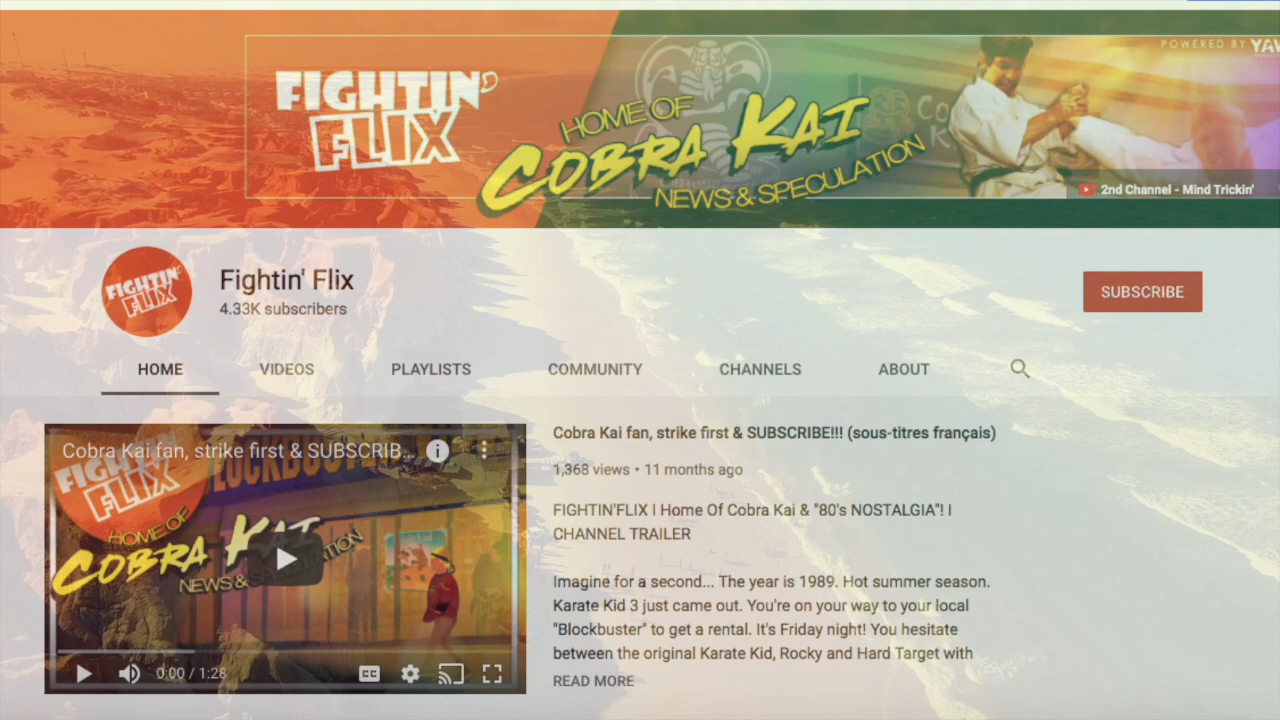 POWERED BY YAW
FIGHTIN'
FLIX
HOME OF
COBRA KAI
NEWS & SPECULATION
2nd Channel - Mind Trickin'
FIGHTIN'
FLIX
Fightin' Flix
4.33K subscribers
SUBSCRIBE
HOME
VIDEOS
PLAYLISTS
COMMUNITY
CHANNELS
ABOUT
Cobra Kai fan, strike first & SUBSCRIB...
FIGHTIN'
FLIX
HOME OF
COBRA KAI
NEWS & SPECULATION
0:00 / 1:28
CC
Cobra Kai fan, strike first & SUBSCRIBE!!! (sous-titres français)
1,368 views • 11 months ago
FIGHTIN'FLIX I Home Of Cobra Kai & "80's NOSTALGIA"! I
CHANNEL TRAILER
Imagine for a second... The year is 1989. Hot summer season.
Karate Kid 3 just came out. You're on your way to your local
"Blockbuster" to get a rental. It's Friday night! You hesitate
between the original Karate Kid, Rocky and Hard Target with
READ MORE